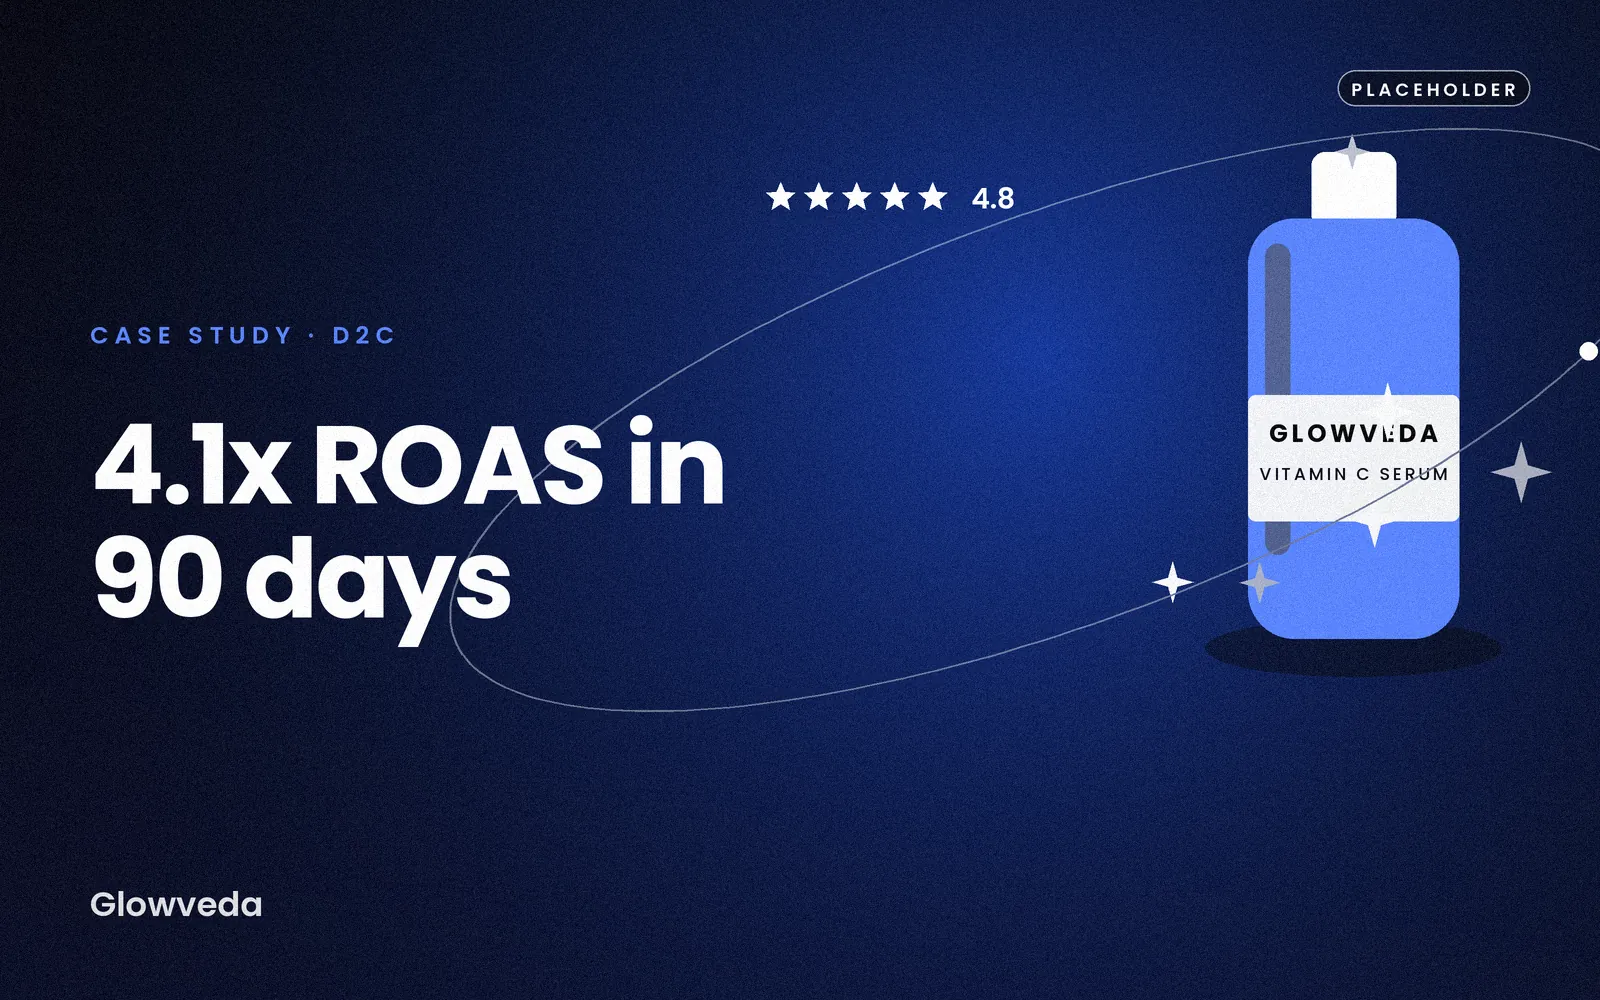 PLACEHOLDER
4.8
CASE STUDY · D2C
4.1x ROAS in
90 days
GLOWVEDA
VITAMIN C SERUM
Glowveda